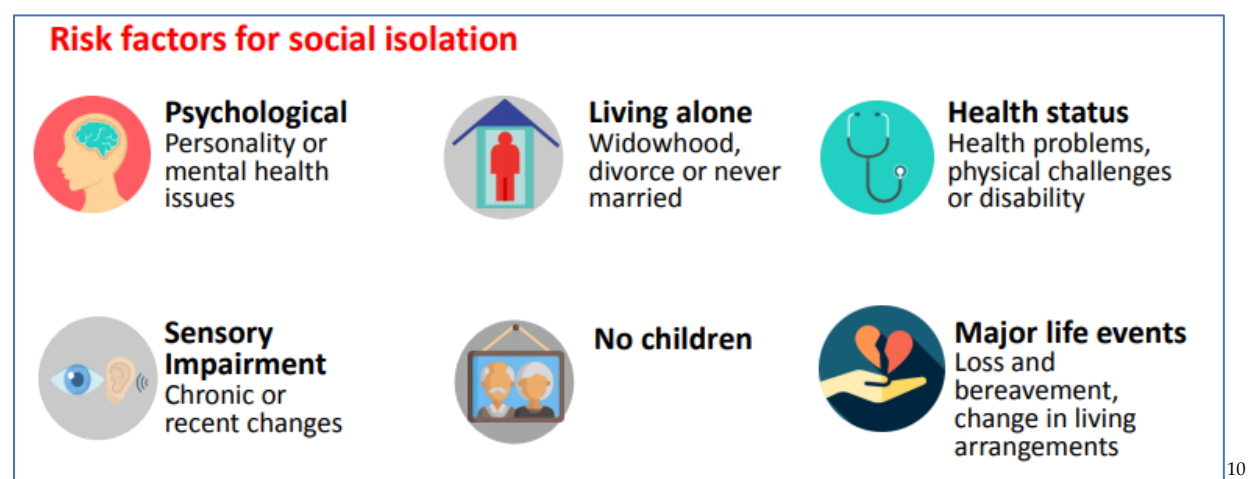 Risk factors for social isolation
Psychological
Personality or
mental health
issues
Living alone
Widowhood,
divorce or never
married
Health status
Health problems,
physical challenges
or disability
Sensory
Impairment
Chronic or
recent changes
No children
Major life events
Loss and
bereavement,
change in living
arrangements
10